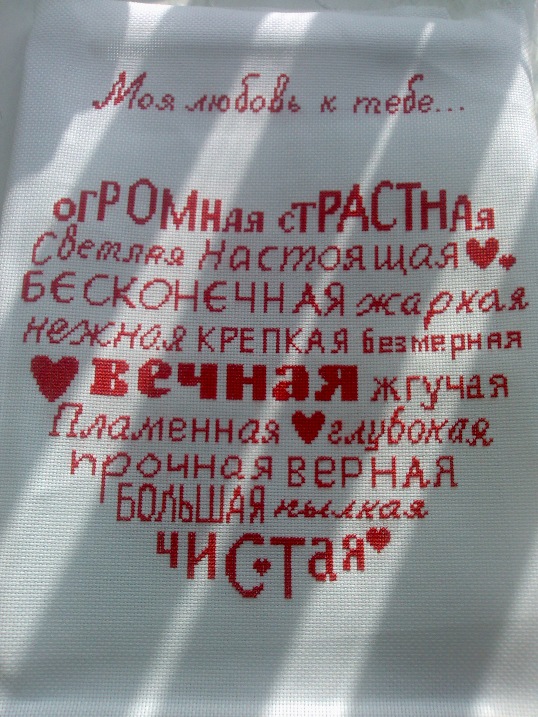 Моя любовь к тебе...
огРОМная сТРАСТНАя
Светлая настоящая
БЕСКОНЕЧНАЯ жаркая
нежная КРЕПКАЯ безмерная
вечная жгучая
Пламенная глубокая
прочная ВЕРНАЯ
БОЛЬШАЯ пылкая
чиСТая